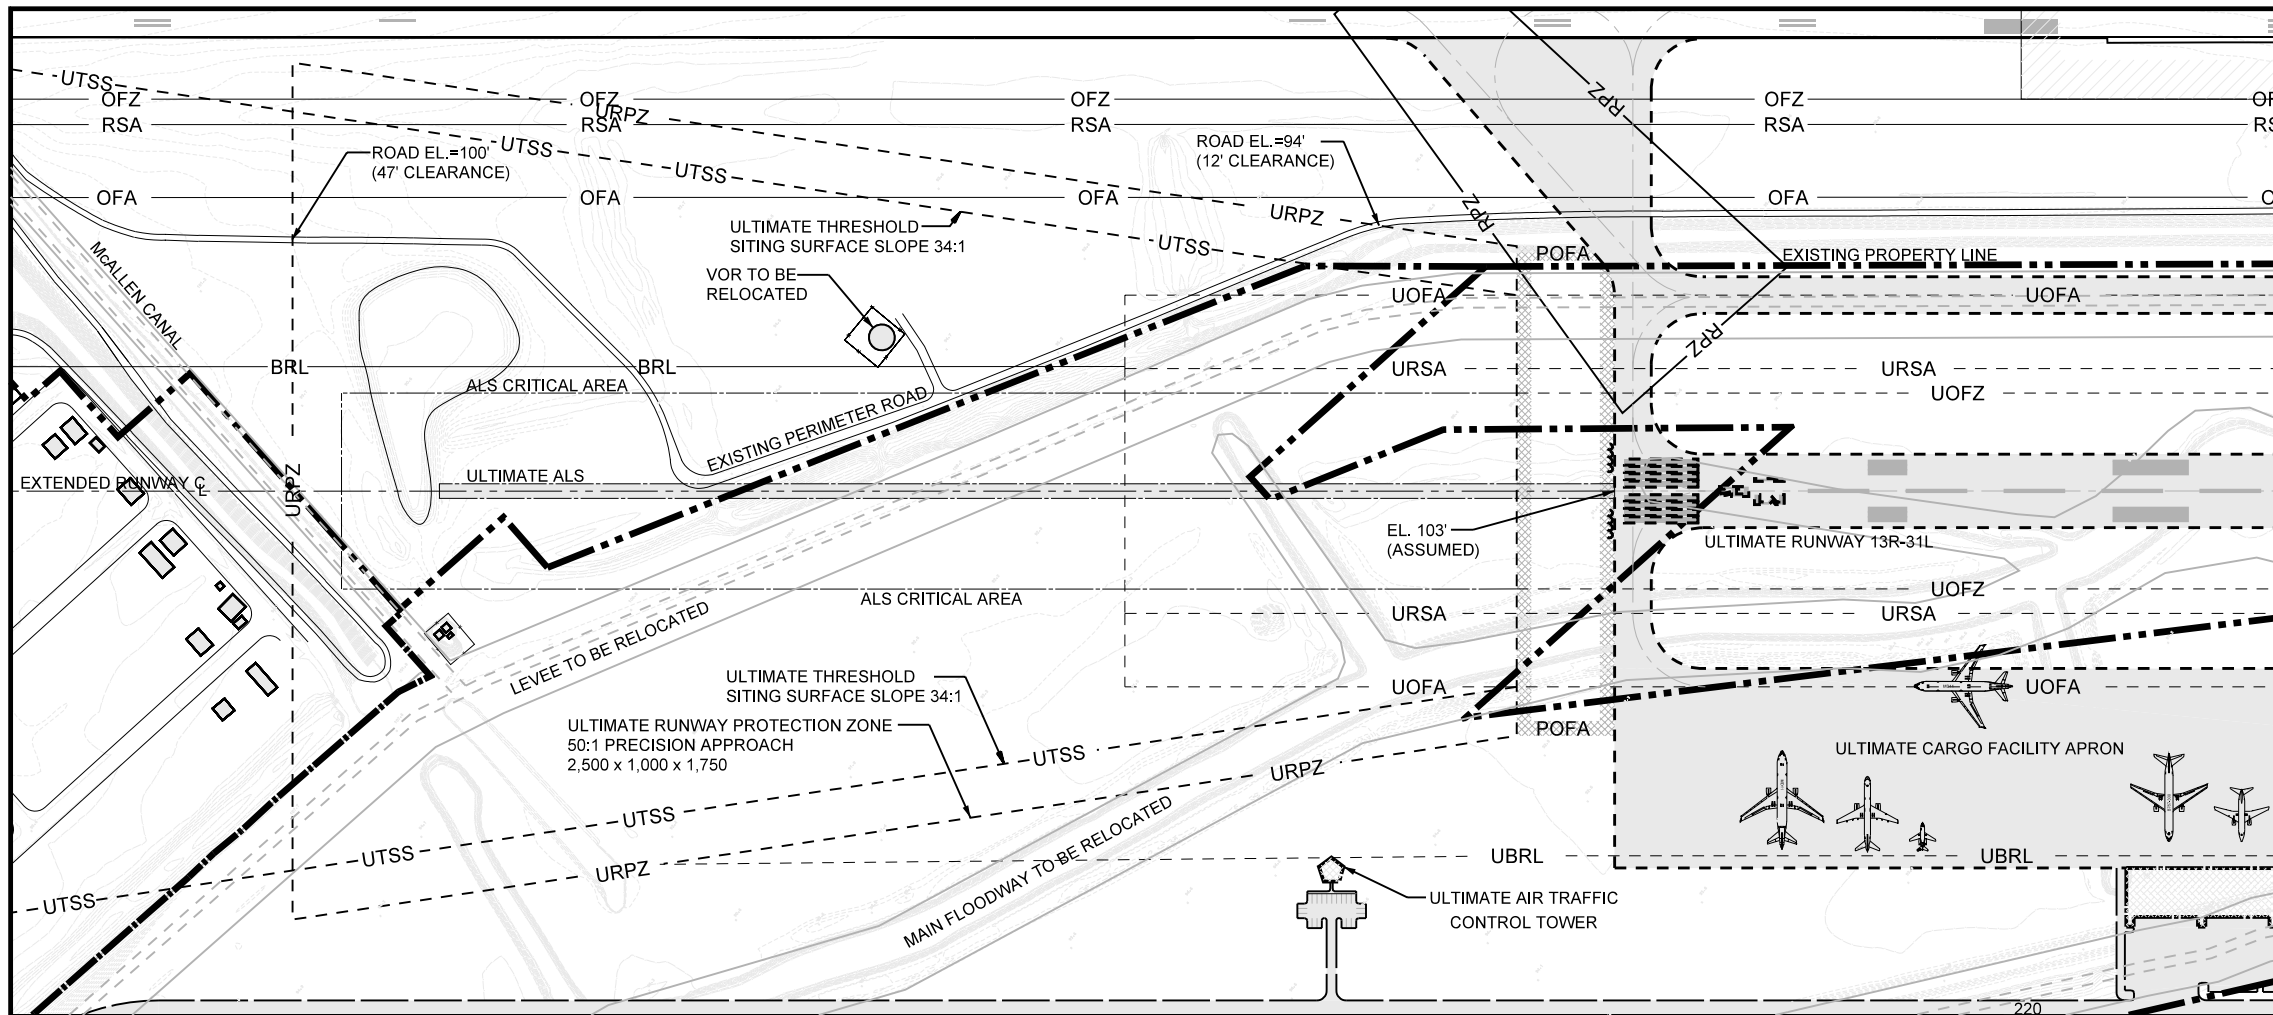 UTSS
OFZ
OFZ
URPZ
OFZ
RPZ
OFZ
OF
RSA
RSA
RSA
RSA
RS
UTSS
ROAD EL.=100'
(47' CLEARANCE)
ROAD EL.=94'
(12' CLEARANCE)
UTSS
OFA
OFA
OFA
OFA
URPZ
RPZ
ULTIMATE THRESHOLD
SITING SURFACE SLOPE 34:1
UTSS
POFA
EXISTING PROPERTY LINE
McALLEN CANAL
VOR TO BE
RELOCATED
UOFA
UOFA
RPZ
BRL
BRL
URSA
URSA
ALS CRITICAL AREA
UOFZ
EXISTING PERIMETER ROAD
EXTENDED RUNWAY CL
URPZ
ULTIMATE ALS
EL. 103'
(ASSUMED)
ULTIMATE RUNWAY 13R-31L
ALS CRITICAL AREA
UOFZ
URSA
URSA
LEVEE TO BE RELOCATED
ULTIMATE THRESHOLD
SITING SURFACE SLOPE 34:1
UOFA
UOFA
ULTIMATE RUNWAY PROTECTION ZONE
50:1 PRECISION APPROACH
2,500 x 1,000 x 1,750
POFA
UTSS
URPZ
ULTIMATE CARGO FACILITY APRON
UTSS
UTSS
URPZ
UBRL
UBRL
UTSS
MAIN FLOODWAY TO BE RELOCATED
ULTIMATE AIR TRAFFIC
CONTROL TOWER
220